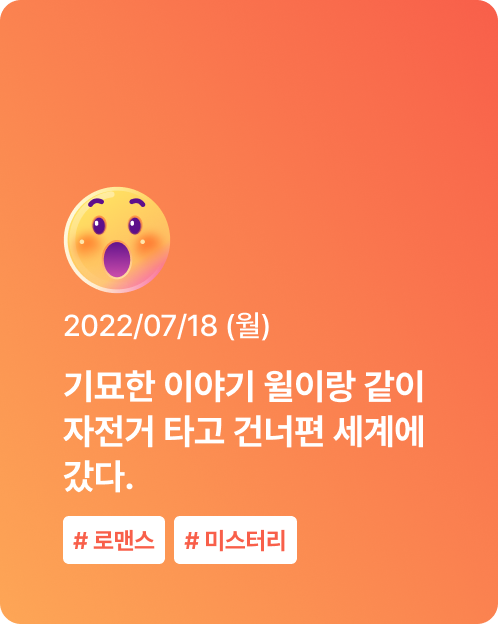 2022/07/18 (월)
기묘한 이야기 윌이랑 같이
자전거 타고 건너편 세계에
갔다.
# 로맨스 # 미스터리